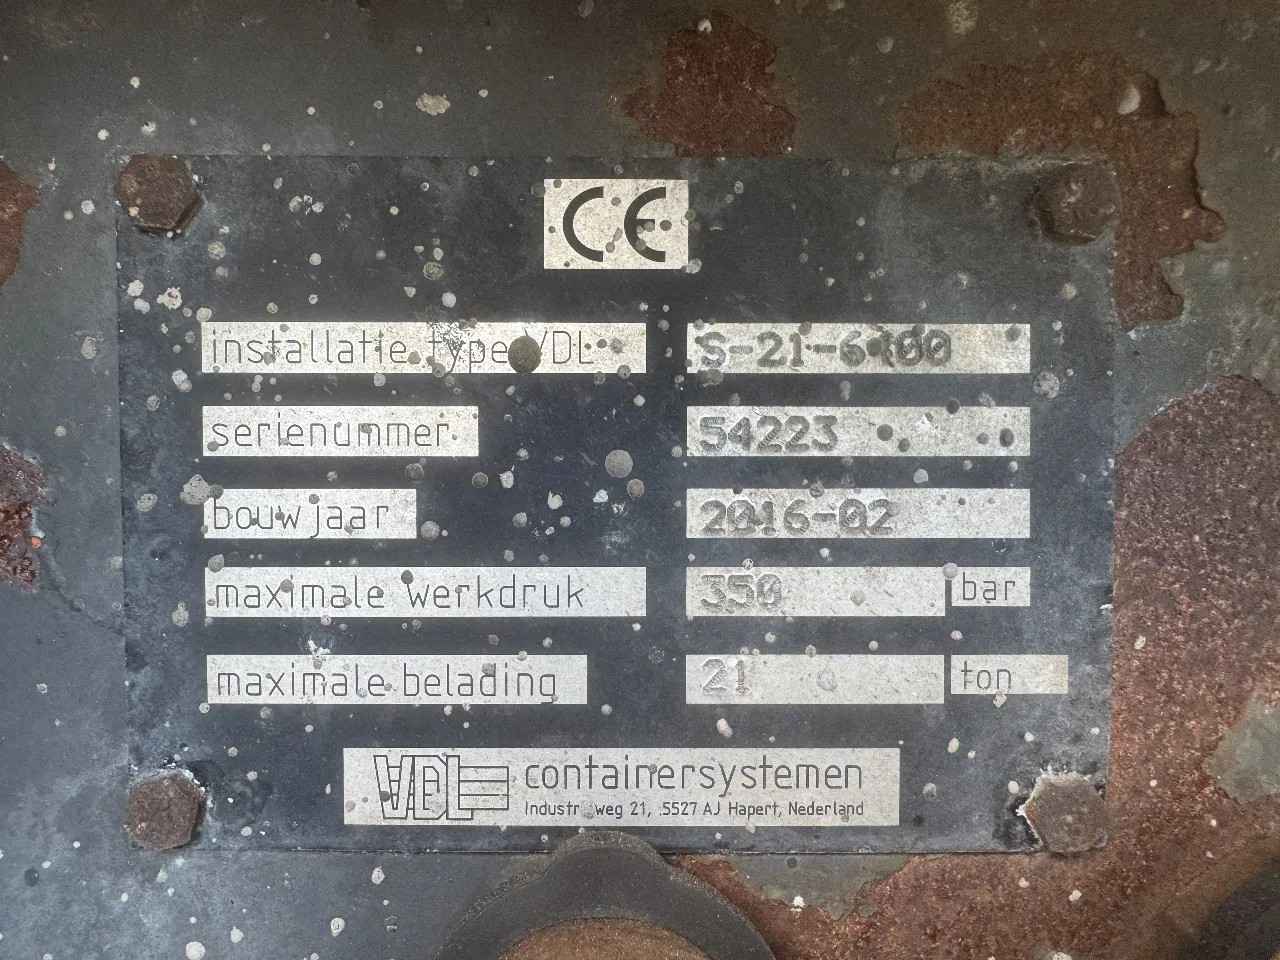 CE
installatie type VDL S-21-6400
serienummer 54223
bouwjaar 2016-02
maximale werkdruk 350 bar
maximale belading 21 ton
VDL containersystemen
Industrieweg 21, 5527 AJ Hapert, Nederland